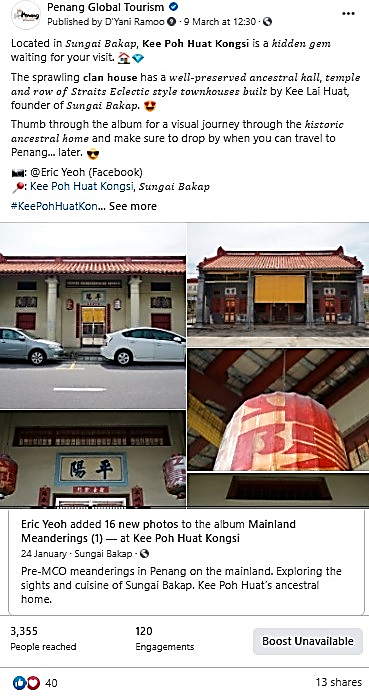 Penang Global Tourism
Published by D'Yani Ramoo · 9 March at 12:30 ·
Located in Sungai Bakap, Kee Poh Huat Kongsi is a hidden gem
waiting for your visit. 🏠💎
The sprawling clan house has a well-preserved ancestral hall, temple
and row of Straits Eclectic style townhouses built by Kee Lai Huat,
founder of Sungai Bakap. 😍
Thumb through the album for a visual journey through the historic
ancestral home and make sure to drop by when you can travel to
Penang... later. 😎
📷: @Eric Yeoh (Facebook)
📍: Kee Poh Huat Kongsi, Sungai Bakap
#KeePohHuatKon... See more
陽平
平陽
Eric Yeoh added 16 new photos to the album Mainland
Meanderings (1) — at Kee Poh Huat Kongsi
24 January · Sungai Bakap ·
Pre-MCO meanderings in Penang on the mainland. Exploring the
sights and cuisine of Sungai Bakap. Kee Poh Huat's ancestral
home.
3,355
People reached
120
Engagements
Boost Unavailable
40
13 shares